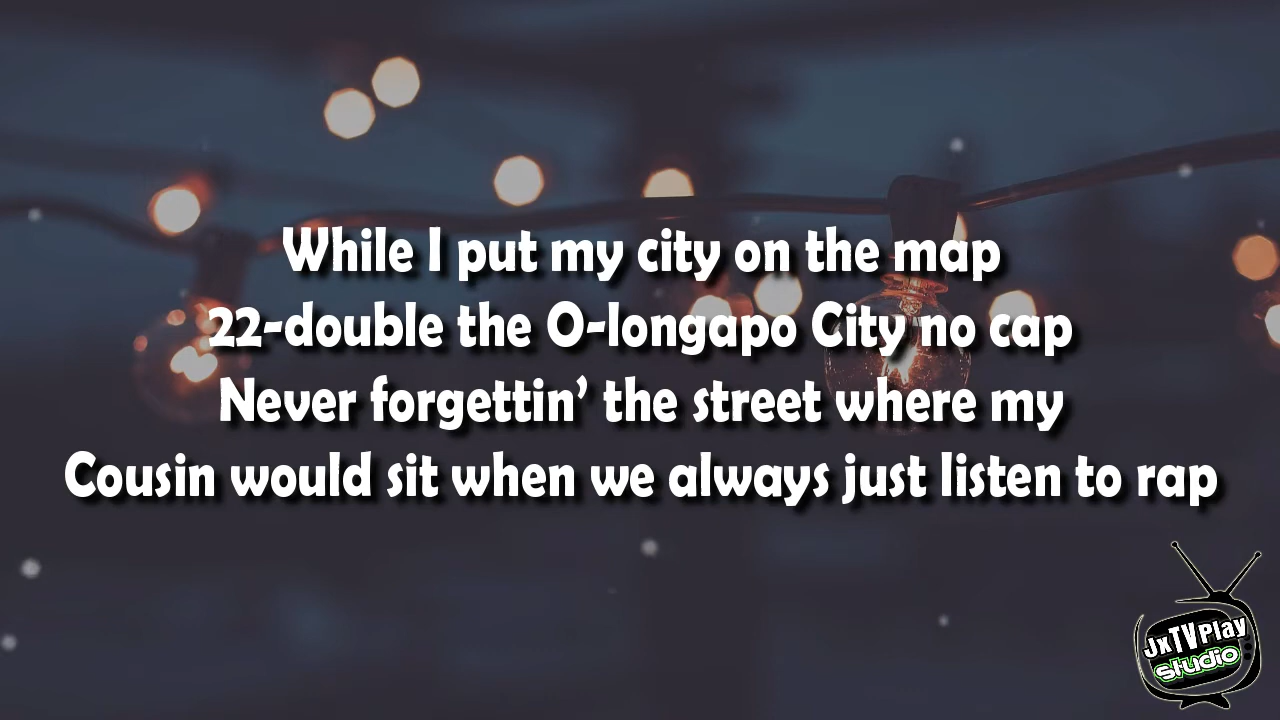 While I put my city on the map
22-double the O-longapo City no cap
Never forgettin’ the street where my
Cousin would sit when we always just listen to rap
JxTVPlay
studio